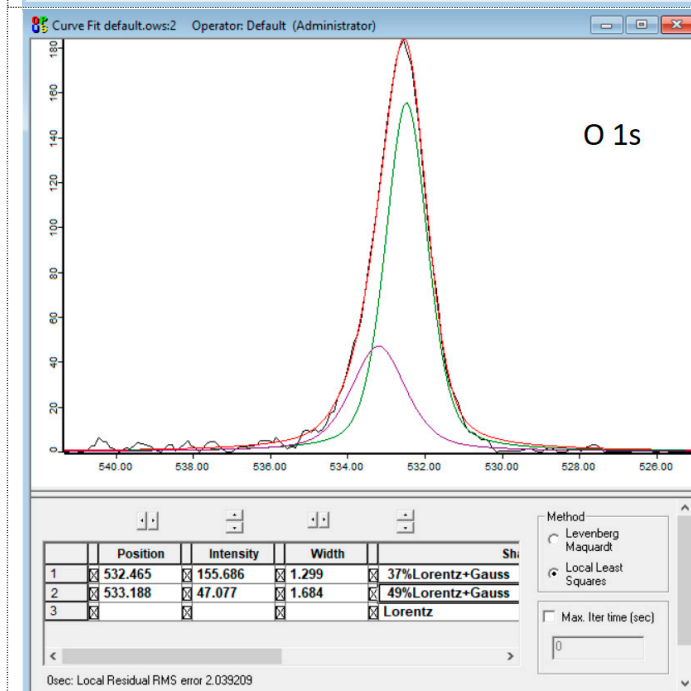 Curve Fit default.ows:2 Operator: Default (Administrator)
O 1s
180
160
140
120
100
80
60
40
20
0
540.00 538.00 536.00 534.00 532.00 530.00 528.00 526.00
Position Intensity Width Sha
1 532.465 155.686 1.299 37%Lorentz+Gauss
2 533.188 47.077 1.684 49%Lorentz+Gauss
3 Lorentz
Method
Levenberg
Maquardt
Local Least
Squares
Max. Iter time (sec)
0
0sec: Local Residual RMS error 2.039209